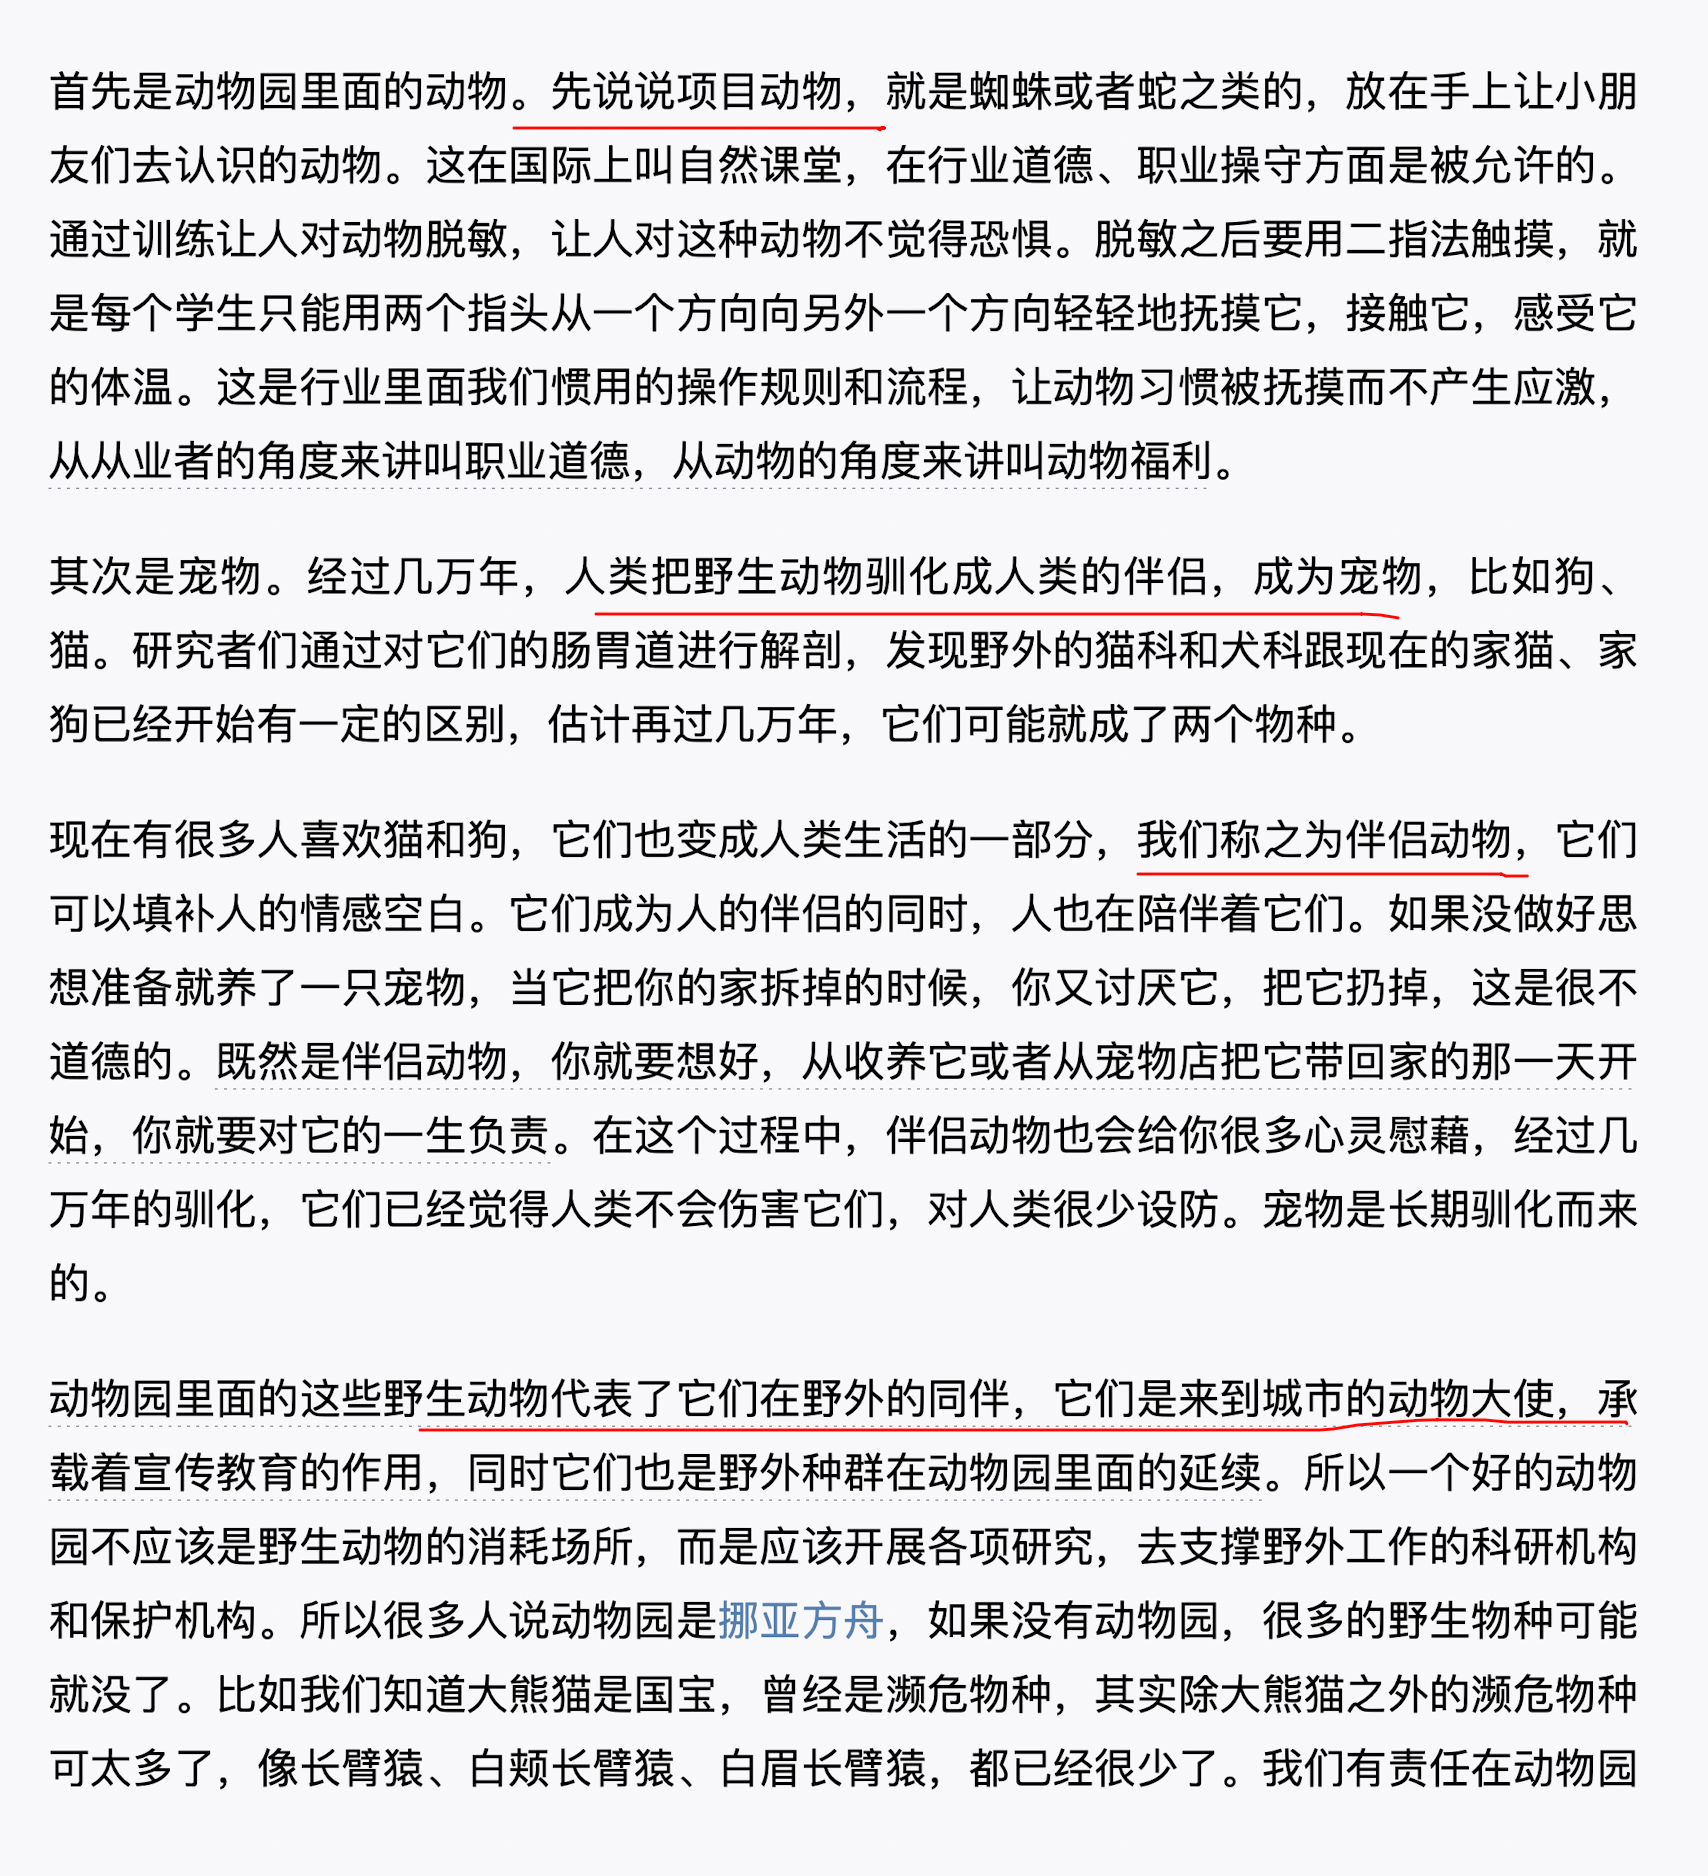 首先是动物园里面的动物。先说说项目动物，就是蜘蛛或者蛇之类的，放在手上让小朋
友们去认识的动物。这在国际上叫自然课堂，在行业道德、职业操守方面是被允许的。
通过训练让人对动物脱敏，让人对这种动物不觉得恐惧。脱敏之后要用二指法触摸，就
是每个学生只能用两个指头从一个方向向另外一个方向轻轻地抚摸它，接触它，感受它
的体温。这是行业里面我们惯用的操作规则和流程，让动物习惯被抚摸而不产生应激，
从从业者的角度来讲叫职业道德，从动物的角度来讲叫动物福利。
其次是宠物。经过几万年，人类把野生动物驯化成人类的伴侣，成为宠物，比如狗、
猫。研究者们通过对它们的肠胃道进行解剖，发现野外的猫科和犬科跟现在的家猫、家
狗已经开始有一定的区别，估计再过几万年，它们可能就成了两个物种。
现在有很多人喜欢猫和狗，它们也变成人类生活的一部分，我们称之为伴侣动物，它们
可以填补人的情感空白。它们成为人的伴侣的同时，人也在陪伴着它们。如果没做好思
想准备就养了一只宠物，当它把你的家拆掉的时候，你又讨厌它，把它扔掉，这是很不
道德的。既然是伴侣动物，你就要想好，从收养它或者从宠物店把它带回家的那一天开
始，你就要对它的一生负责。在这个过程中，伴侣动物也会给你很多心灵慰藉，经过几
万年的驯化，它们已经觉得人类不会伤害它们，对人类很少设防。宠物是长期驯化而来
的。
动物园里面的这些野生动物代表了它们在野外的同伴，它们是来到城市的动物大使，承
载着宣传教育的作用，同时它们也是野外种群在动物园里面的延续。所以一个好的动物
园不应该是野生动物的消耗场所，而是应该开展各项研究，去支撑野外工作的科研机构
和保护机构。所以很多人说动物园是挪亚方舟，如果没有动物园，很多的野生物种可能
就没了。比如我们知道大熊猫是国宝，曾经是濒危物种，其实除大熊猫之外的濒危物种
可太多了，像长臂猿、白颊长臂猿、白眉长臂猿，都已经很少了。我们有责任在动物园